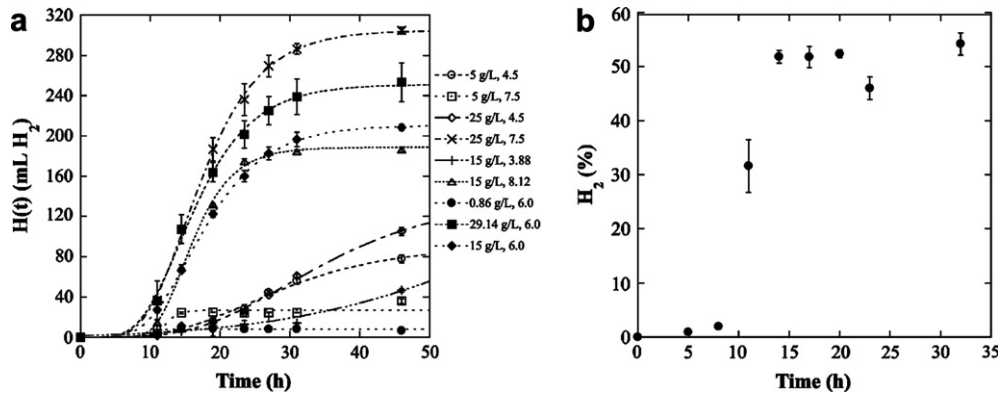 a
320
280
240
200
160
120
80
40
0
H(t) (mL H2)
0 10 20 30 40 50
Time (h)
5 g/L, 4.5
5 g/L, 7.5
25 g/L, 4.5
25 g/L, 7.5
15 g/L, 3.88
15 g/L, 8.12
0.86 g/L, 6.0
29.14 g/L, 6.0
15 g/L, 6.0
b
60
50
40
30
20
10
0
H2 (%)
0 5 10 15 20 25 30 35
Time (h)